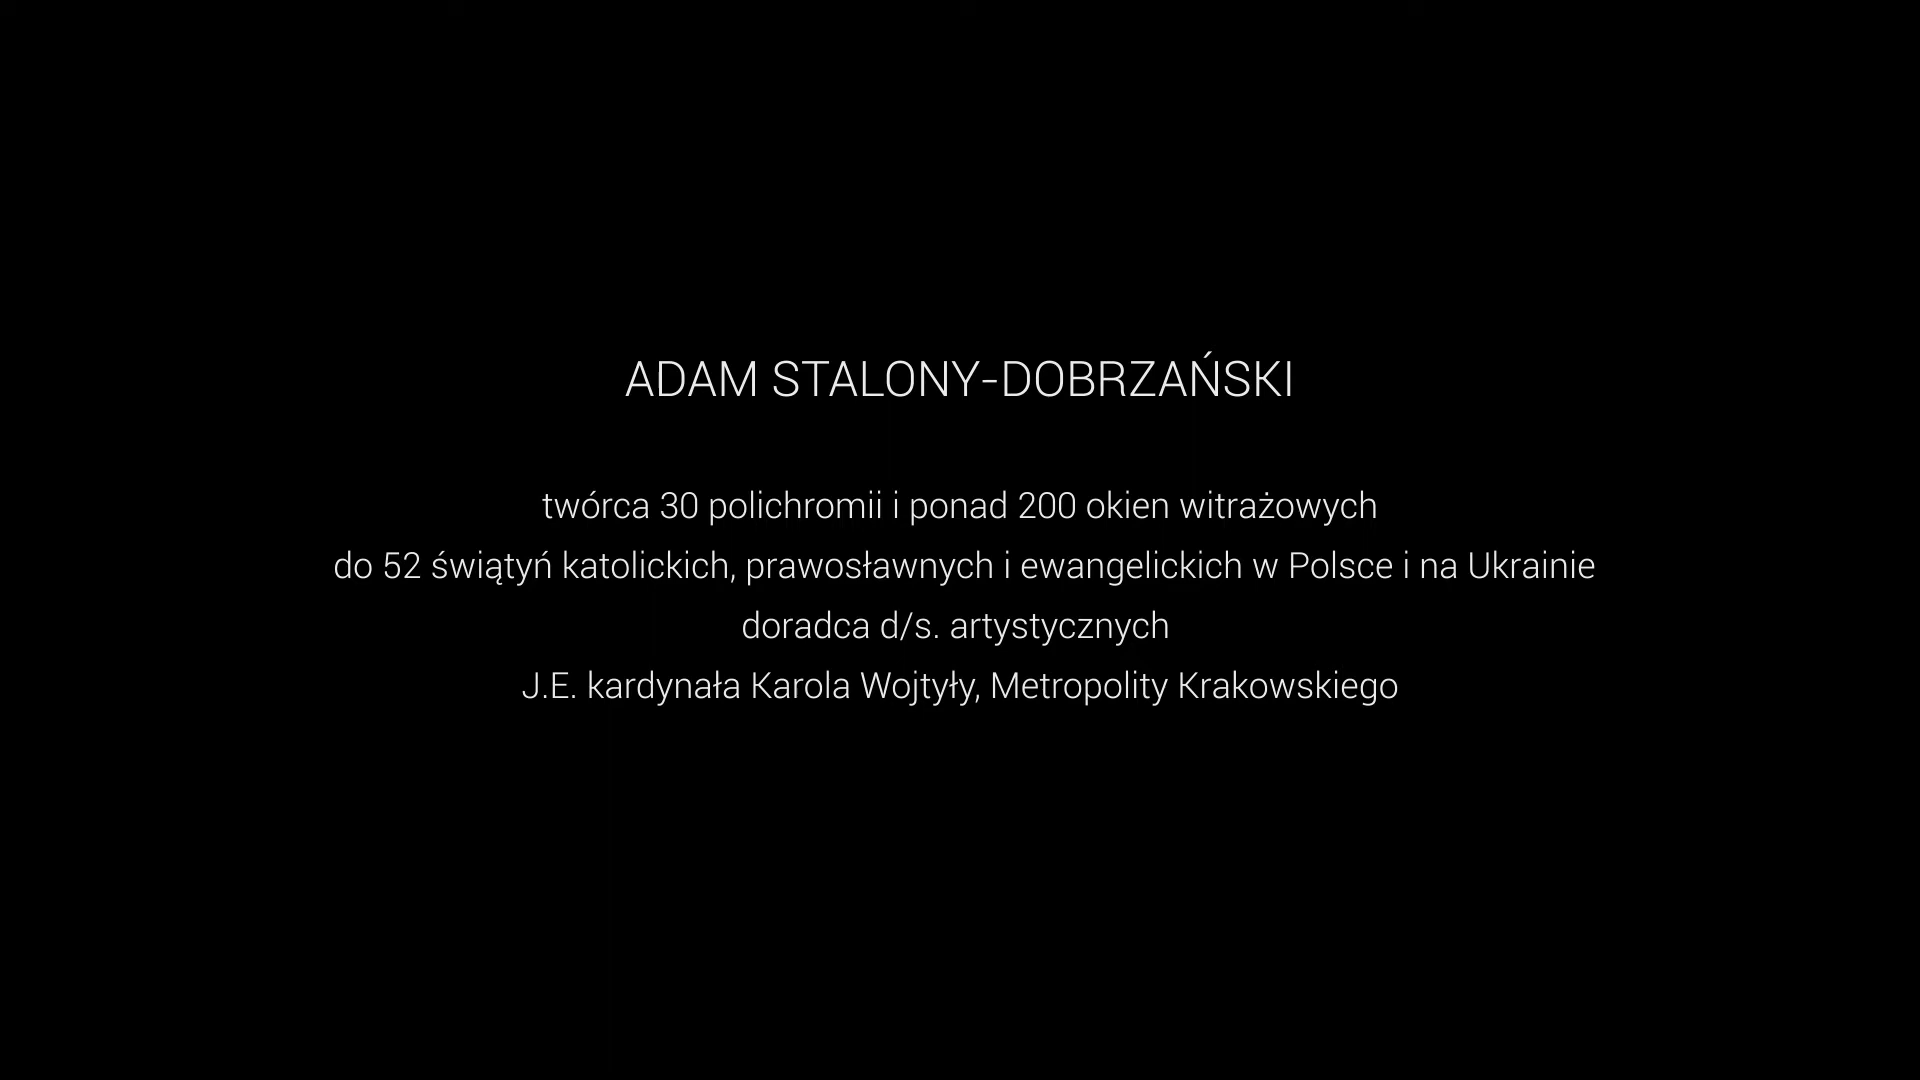 ADAM STALONY-DOBRZAŃSKI
twórca 30 polichromii i ponad 200 okien witrażowych
do 52 świątyń katolickich, prawosławnych i ewangelickich w Polsce i na Ukrainie
doradca d/s. artystycznych
J.E. kardynała Karola Wojtyły, Metropolity Krakowskiego